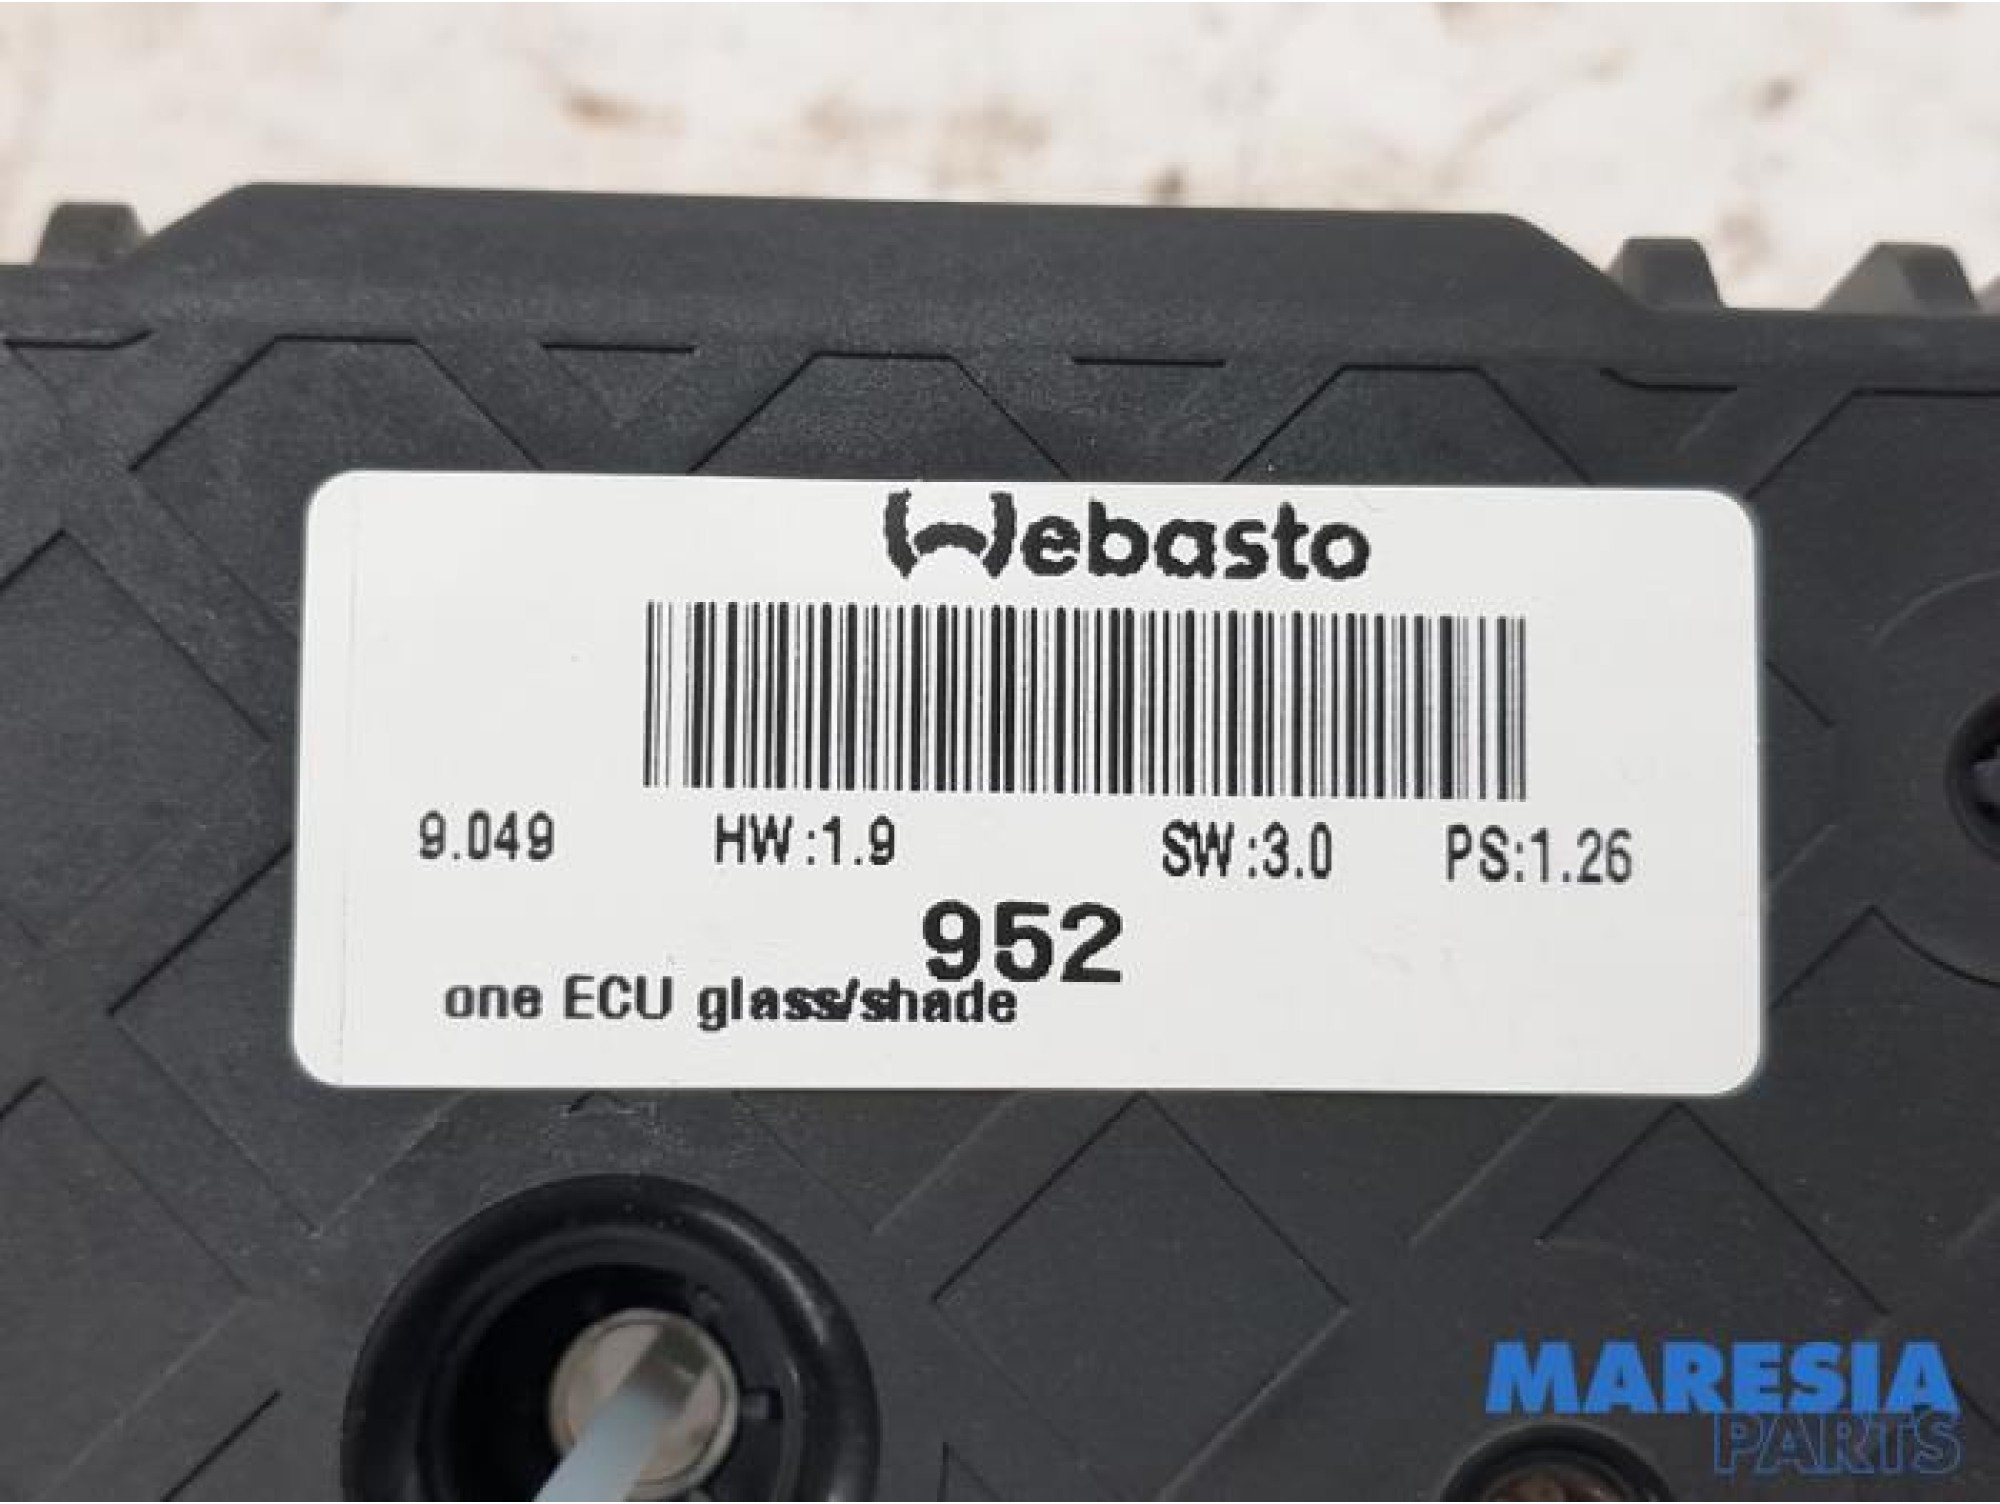 Webasto
9.049 HW:1.9 SW:3.0 PS:1.26
952
one ECU glass/shade
MARESIA
PARTS